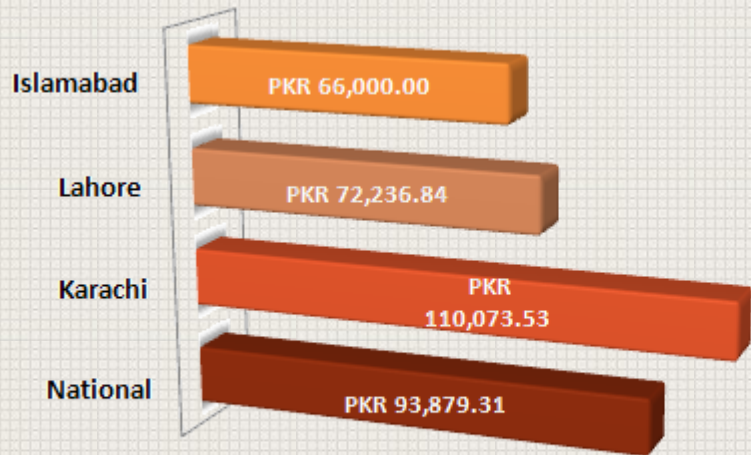 Islamabad
PKR 66,000.00
Lahore
PKR 72,236.84
Karachi
PKR
110,073.53
National
PKR 93,879.31